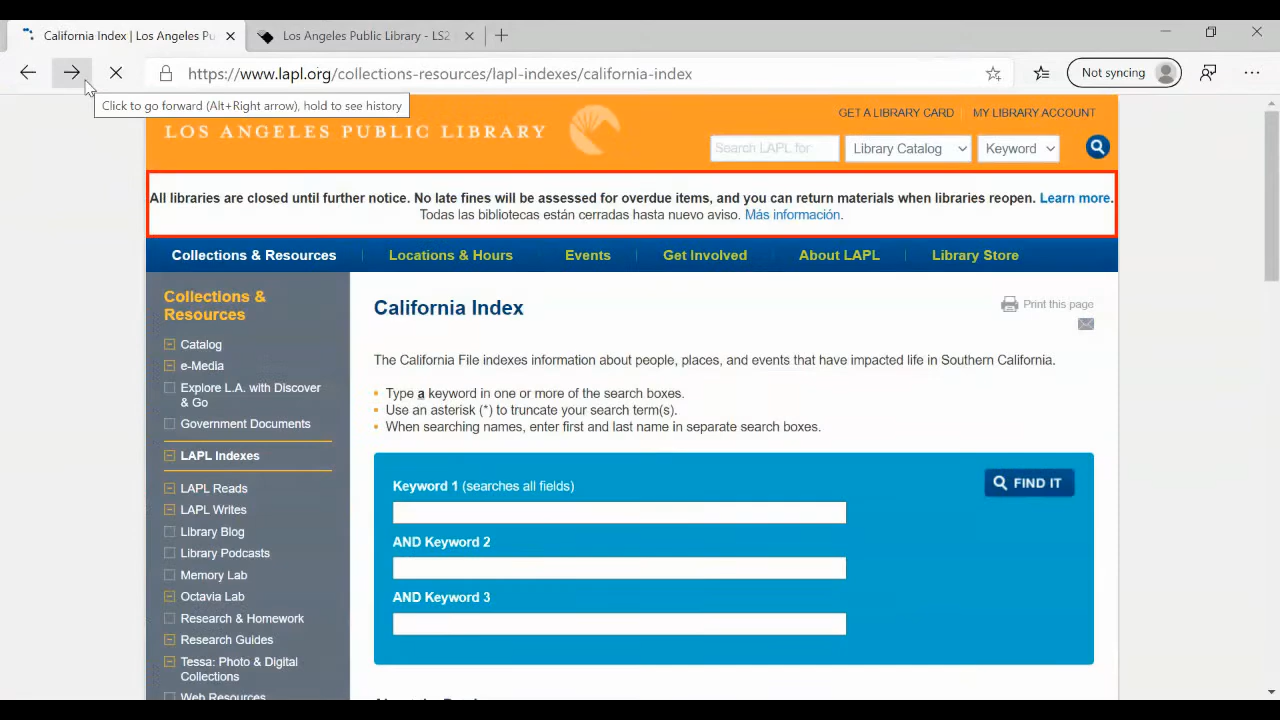 California Index | Los Angeles Pu
Los Angeles Public Library - LS2
https://www.lapl.org/collections-resources/lapl-indexes/california-index
Not syncing
Click to go forward (Alt+Right arrow), hold to see history
LOS ANGELES PUBLIC LIBRARY
GET A LIBRARY CARD MY LIBRARY ACCOUNT
Search LAPL for Library Catalog Keyword
All libraries are closed until further notice. No late fines will be assessed for overdue items, and you can return materials when libraries reopen. Learn more.
Todas las bibliotecas están cerradas hasta nuevo aviso. Más información.
Collections & Resources Locations & Hours Events Get Involved About LAPL Library Store
Collections &
Resources
Catalog
e-Media
Explore L.A. with Discover
& Go
Government Documents
LAPL Indexes
LAPL Reads
LAPL Writes
Library Blog
Library Podcasts
Memory Lab
Octavia Lab
Research & Homework
Research Guides
Tessa: Photo & Digital
Collections
Web Resources
California Index
Print this page
The California File indexes information about people, places, and events that have impacted life in Southern California.
Type a keyword in one or more of the search boxes.
Use an asterisk (*) to truncate your search term(s).
When searching names, enter first and last name in separate search boxes.
Keyword 1 (searches all fields)
FIND IT
AND Keyword 2
AND Keyword 3